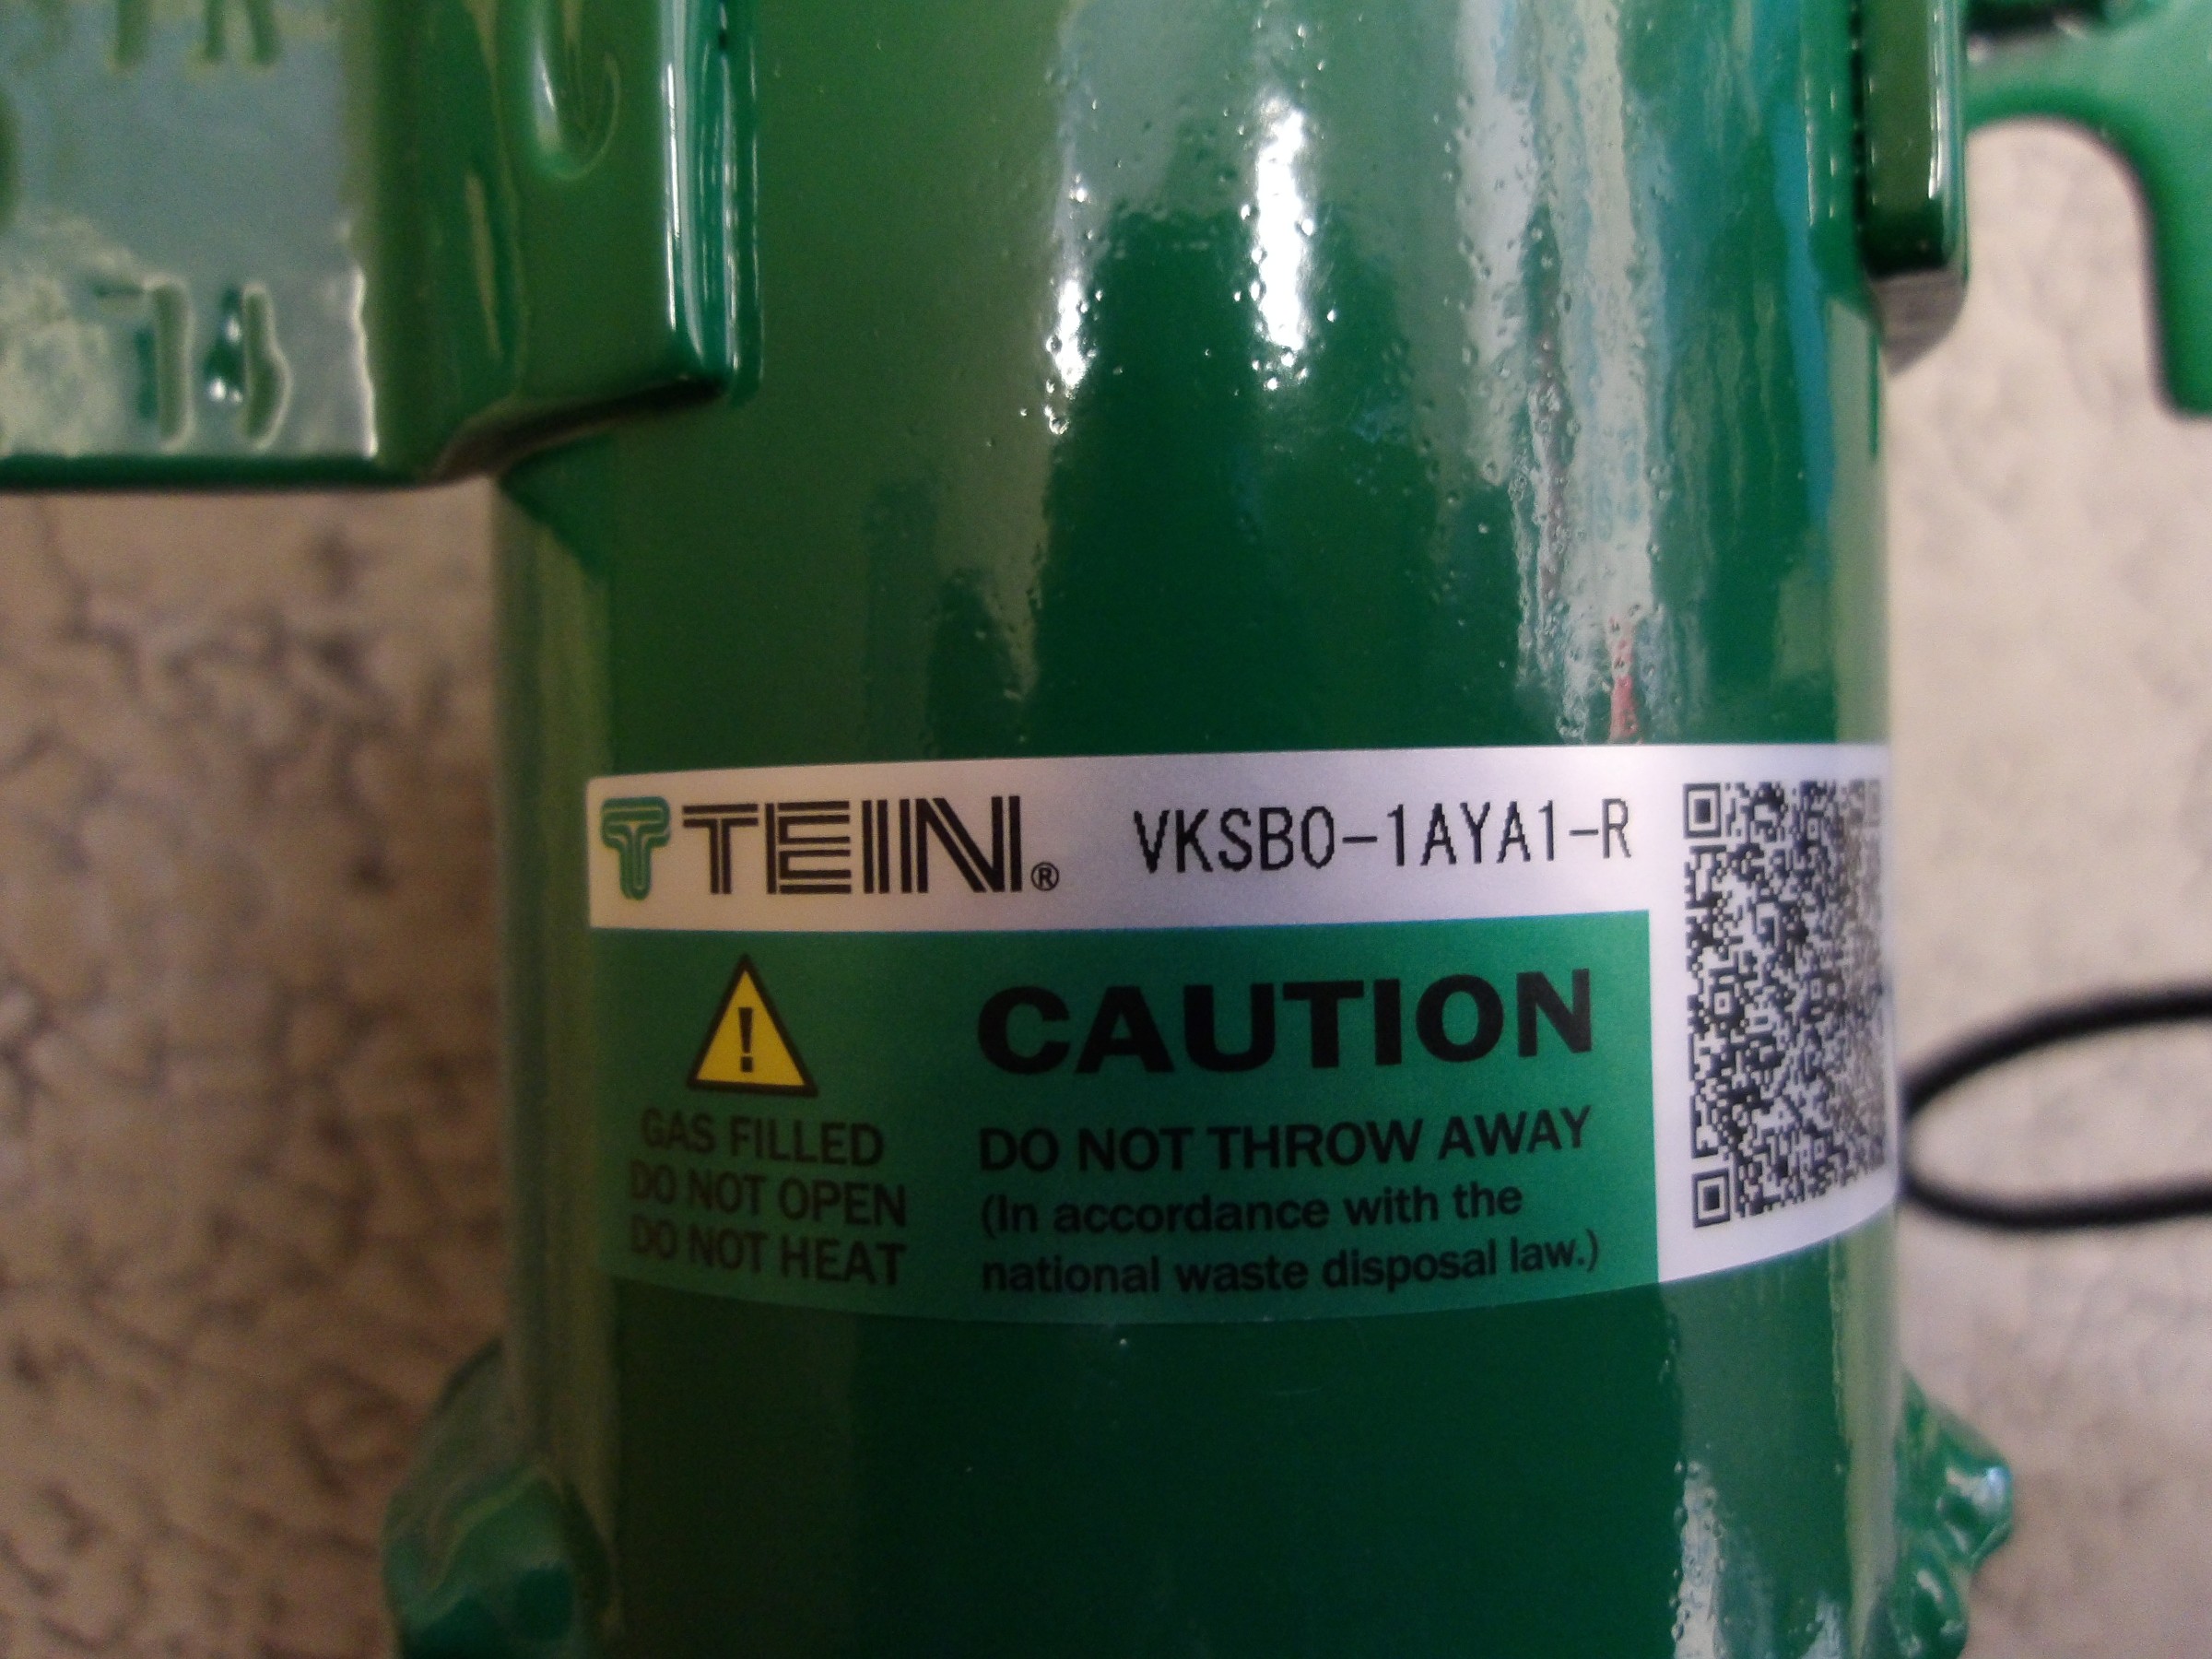 TEIN® VKSB0-1AYA1-R
CAUTION
GAS FILLED
DO NOT OPEN
DO NOT HEAT
DO NOT THROW AWAY
(In accordance with the
national waste disposal law.)